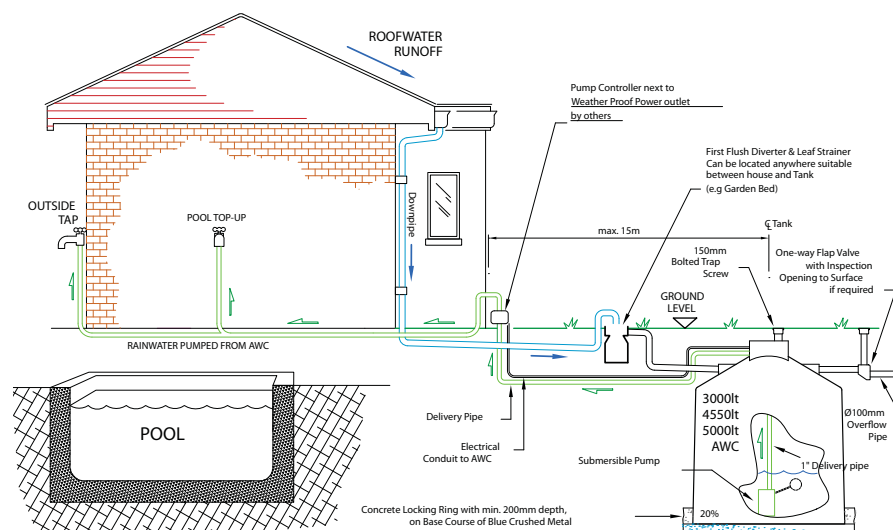 ROOFWATER
RUNOFF
Pump Controller next to
Weather Proof Power outlet
by others
First Flush Diverter & Leaf Strainer
Can be located anywhere suitable
between house and Tank
(e.g Garden Bed)
OUTSIDE
TAP
POOL TOP-UP
Downpipe
max. 15m
℄ Tank
150mm
Bolted Trap
Screw
One-way Flap Valve
with Inspection
Opening to Surface
if required
GROUND
LEVEL
RAINWATER PUMPED FROM AWC
POOL
Delivery Pipe
Electrical
Conduit to AWC
3000lt
4550lt
5000lt
AWC
Ø100mm
Overflow
Pipe
Submersible Pump
1" Delivery pipe
Concrete Locking Ring with min. 200mm depth,
on Base Course of Blue Crushed Metal
20%